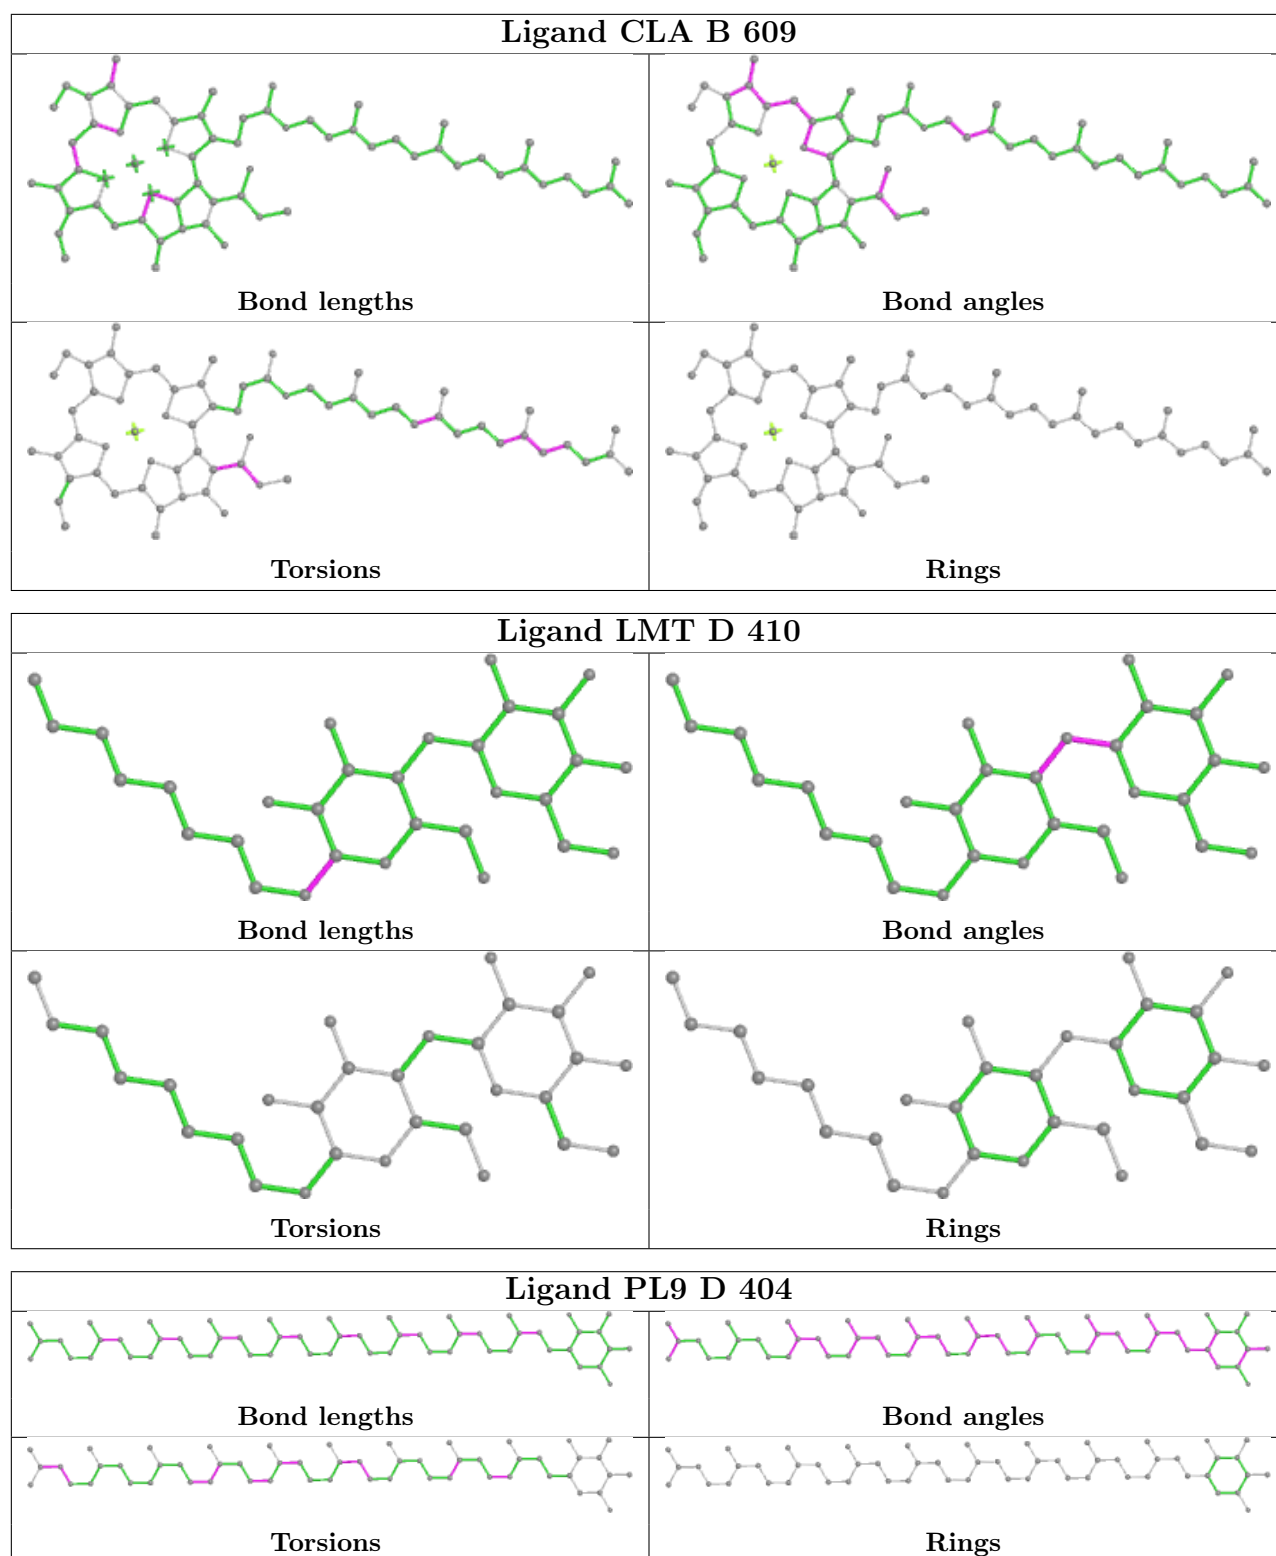 Ligand CLA B 609
Bond lengths
Bond angles
Torsions
Rings
Ligand LMT D 410
Bond lengths
Bond angles
Torsions
Rings
Ligand PL9 D 404
Bond lengths
Bond angles
Torsions
Rings